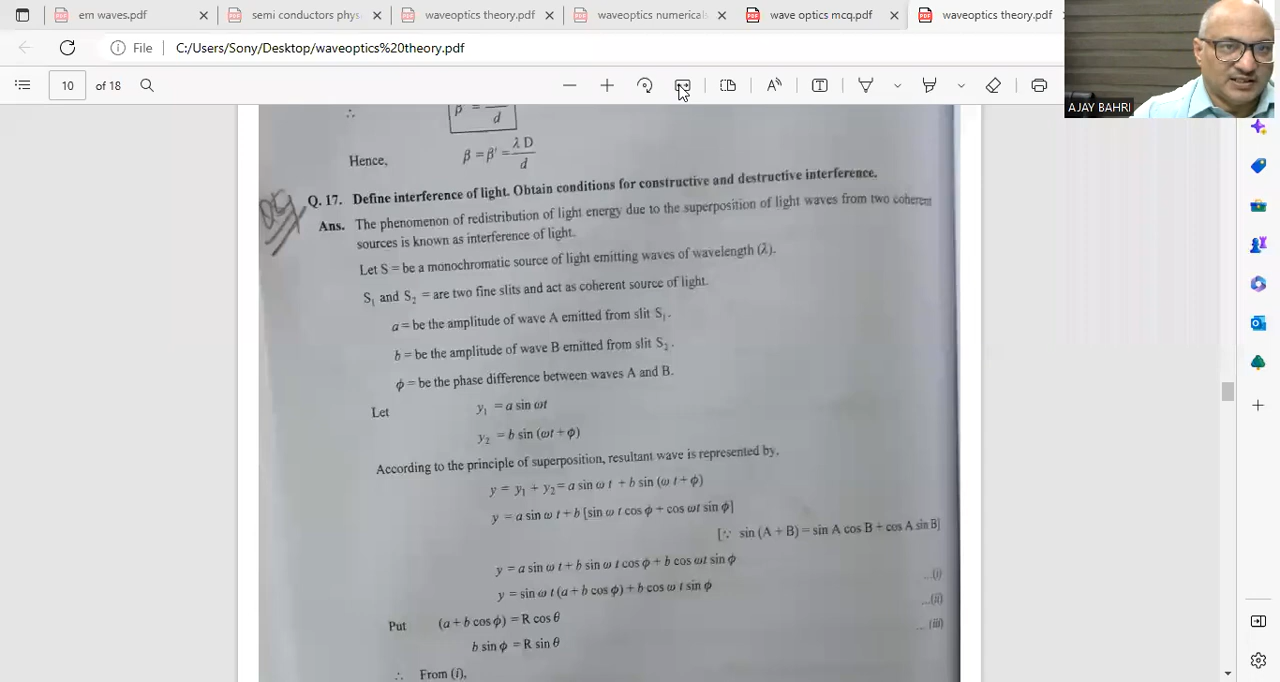 em waves.pdf
semi conductors phys
waveoptics theory.pdf
waveoptics numericals
wave optics mcq.pdf
waveoptics theory.pdf
File C:/Users/Sony/Desktop/waveoptics%20theory.pdf
10 of 18
AJAY BAHRI
∴ β = / d
Hence, β = β' = λ D / d
Q. 17. Define interference of light. Obtain conditions for constructive and destructive interference.
Ans. The phenomenon of redistribution of light energy due to the superposition of light waves from two coherent
sources is known as interference of light.
Let S = be a monochromatic source of light emitting waves of wavelength (λ).
S₁ and S₂ = are two fine slits and act as coherent source of light.
a = be the amplitude of wave A emitted from slit S₁.
b = be the amplitude of wave B emitted from slit S₂.
ϕ = be the phase difference between waves A and B.
Let y₁ = a sin ωt
y₂ = b sin (ωt + ϕ)
According to the principle of superposition, resultant wave is represented by,
y = y₁ + y₂ = a sin ω t + b sin (ω t + ϕ)
y = a sin ω t + b [sin ω t cos ϕ + cos ωt sin ϕ]
[∵ sin (A + B) = sin A cos B + cos A sin B]
y = a sin ω t + b sin ω t cos ϕ + b cos ωt sin ϕ
y = sin ω t (a + b cos ϕ) + b cos ω t sin ϕ ...(i)
Put (a + b cos ϕ) = R cos θ ...(ii)
b sin ϕ = R sin θ ...(iii)
∴ From (i),